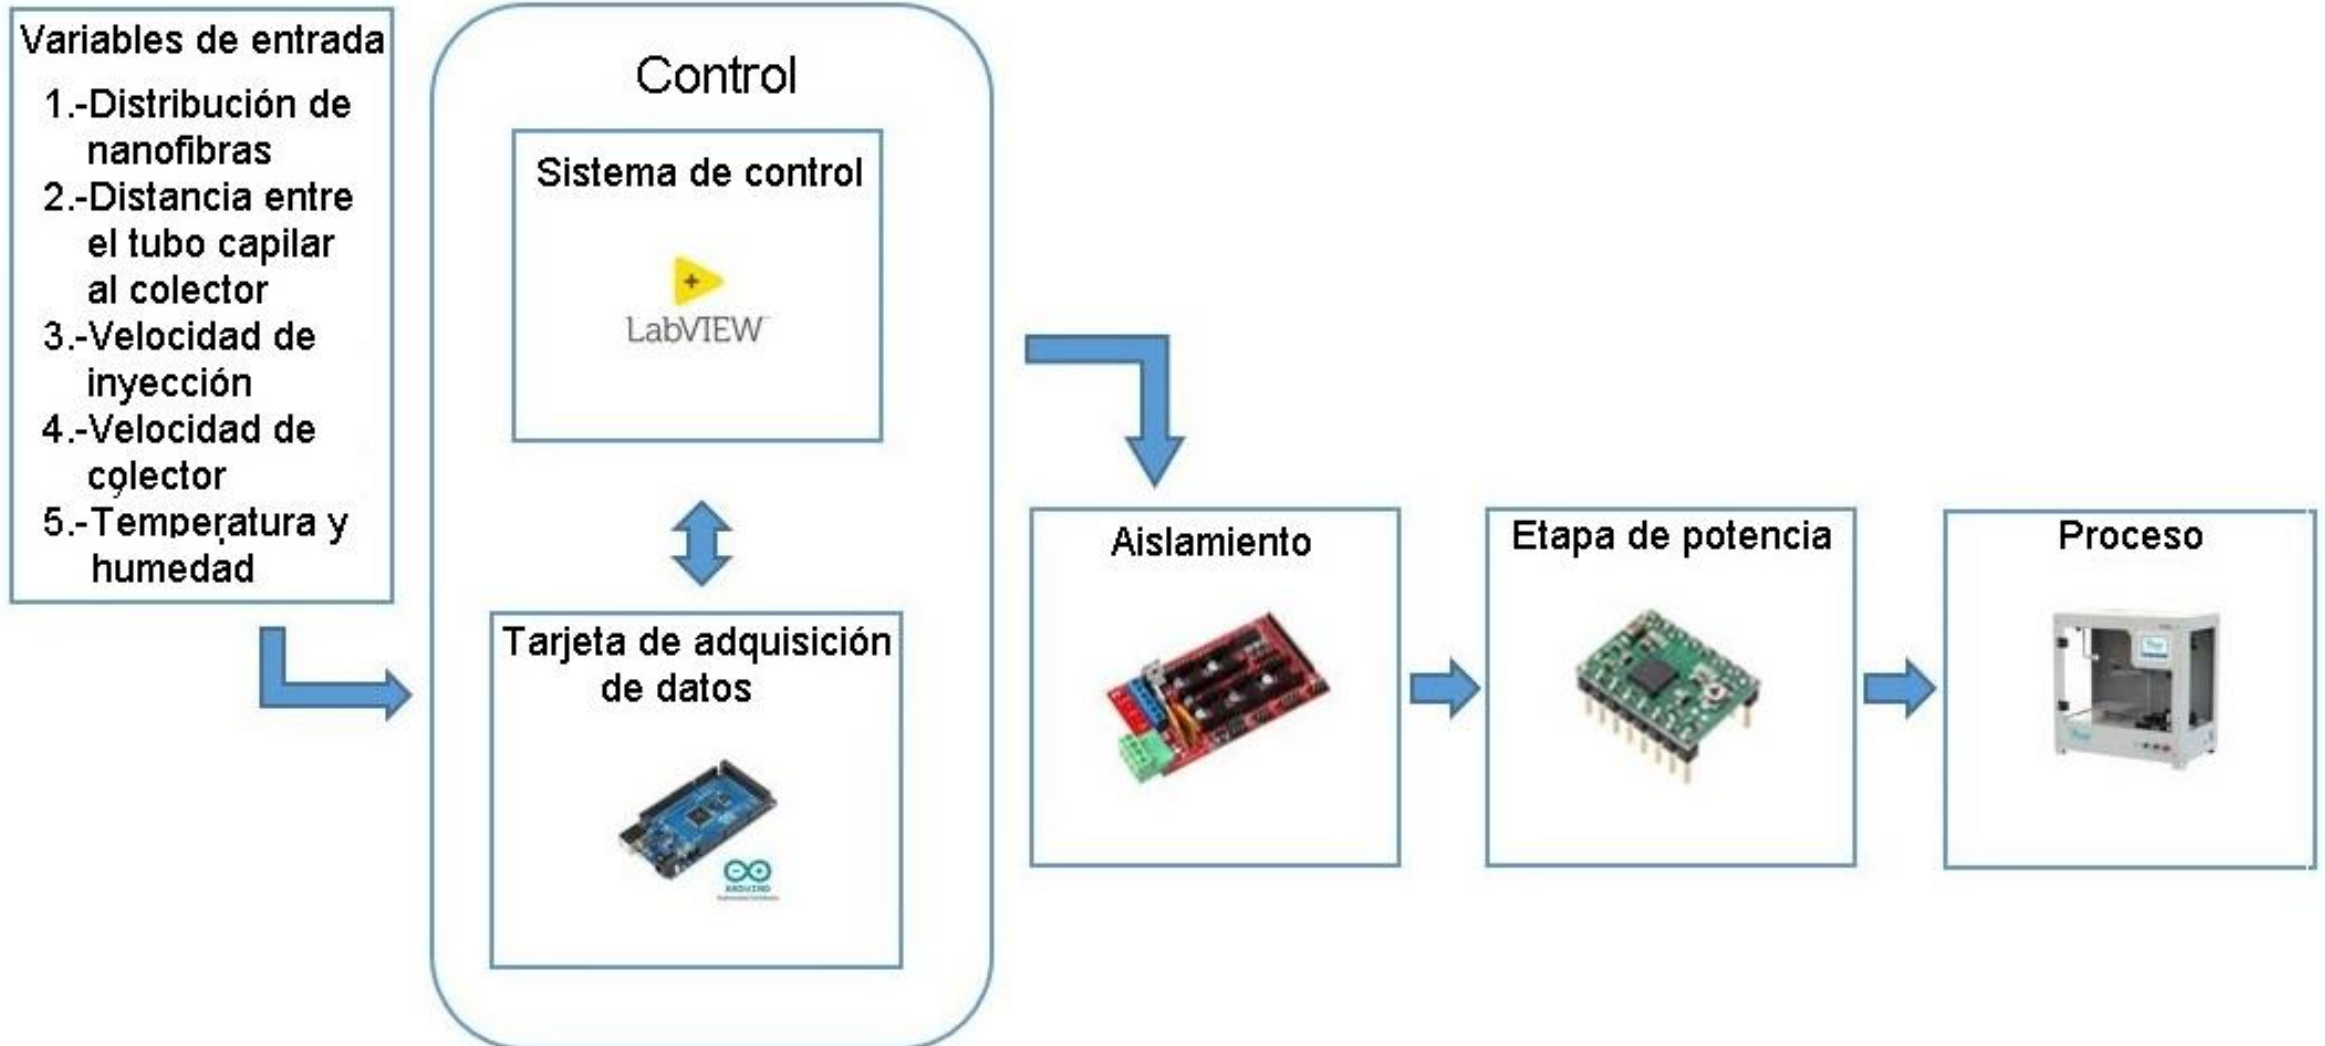 Variables de entrada
1.-Distribución de
nanofibras
2.-Distancia entre
el tubo capilar
al colector
3.-Velocidad de
inyección
4.-Velocidad de
colector
5.-Temperatura y
humedad
Control
Sistema de control
LabVIEW
Tarjeta de adquisición
de datos
ARDUINO
Aislamiento
Etapa de potencia
Proceso